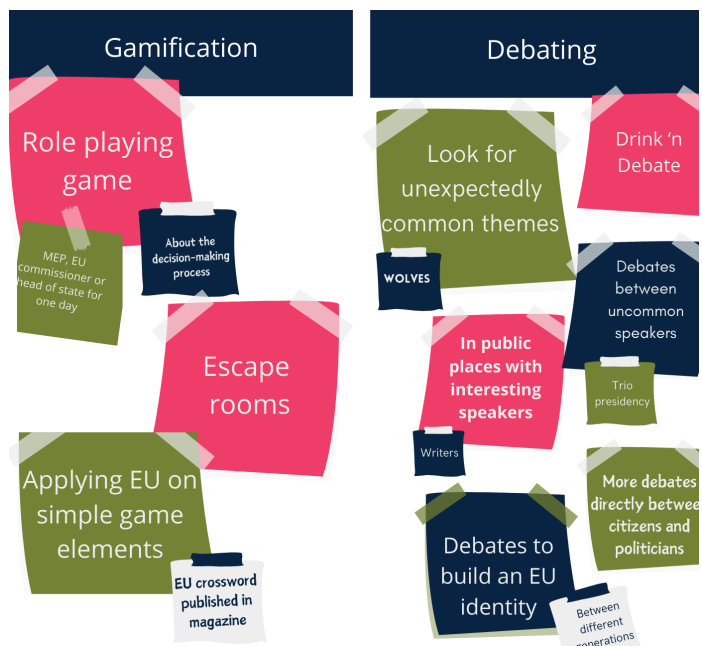 Gamification
Role playing
game
MEP, EU
commissioner or
head of state for
one day
About the
decision-making
process
Escape
rooms
Applying EU on
simple game
elements
EU crossword
published in
magazine
Debating
Look for
unexpectedly
common themes
WOLVES
Drink ‘n
Debate
Debates
between
uncommon
speakers
Trio
presidency
In public
places with
interesting
speakers
Writers
More debates
directly between
citizens and
politicians
Debates to
build an EU
identity
Between
different
generations